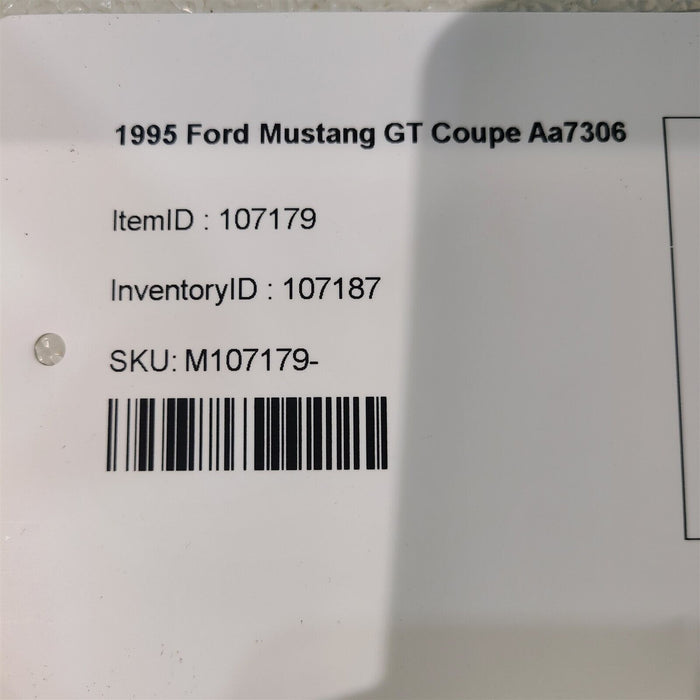 1995 Ford Mustang GT Coupe Aa7306
ItemID : 107179
InventoryID : 107187
SKU: M107179-